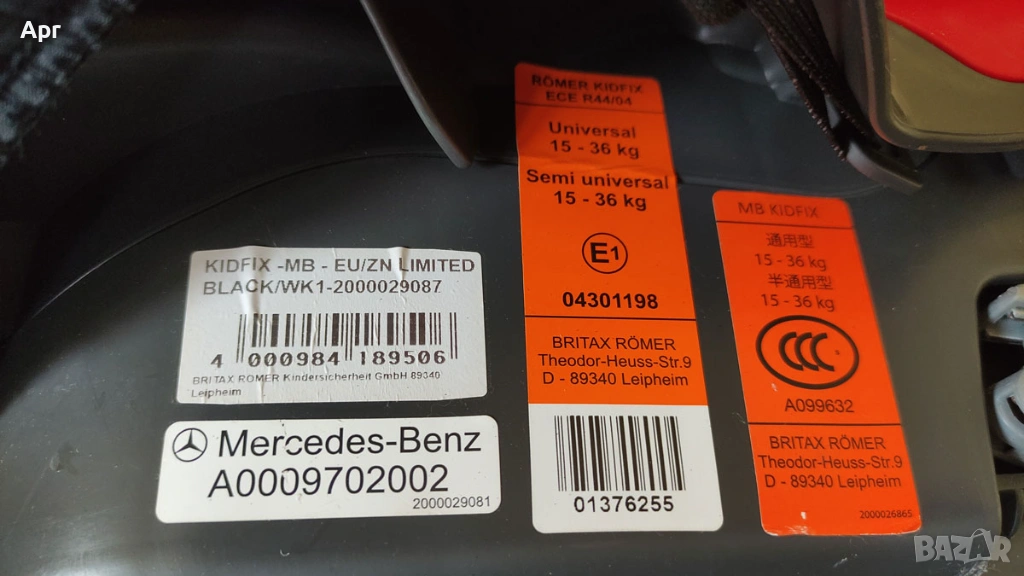 Apr
RÖMER KIDFIX
ECE R44/04
Universal
15 - 36 kg
Semi universal
15 - 36 kg
E1
04301198
BRITAX RÖMER
Theodor-Heuss-Str.9
D - 89340 Leipheim
01376255
MB KIDFIX
通用型
15 - 36 kg
半通用型
15 - 36 kg
CCC
A099632
BRITAX RÖMER
Theodor-Heuss-Str.9
D - 89340 Leipheim
2000026865
KIDFIX -MB - EU/ZN LIMITED
BLACK/WK1-2000029087
4 000984 189506
BRITAX RÖMER Kindersicherheit GmbH 89340
Leipheim
Mercedes-Benz
A0009702002
2000029081
BAZAR